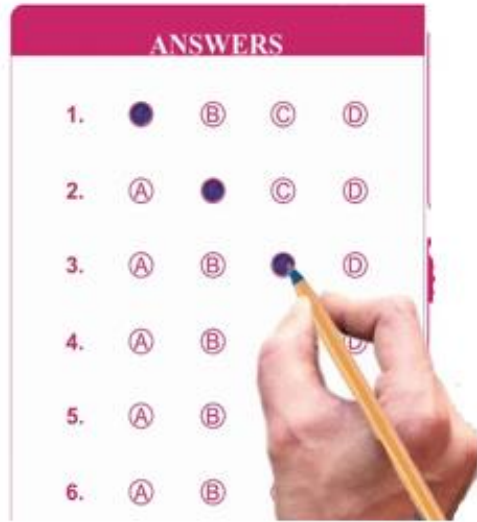 ANSWERS
1. Ⓑ Ⓒ Ⓓ
2. Ⓐ Ⓒ Ⓓ
3. Ⓐ Ⓑ Ⓓ
4. Ⓐ Ⓑ Ⓓ
5. Ⓐ Ⓑ
6. Ⓐ Ⓑ